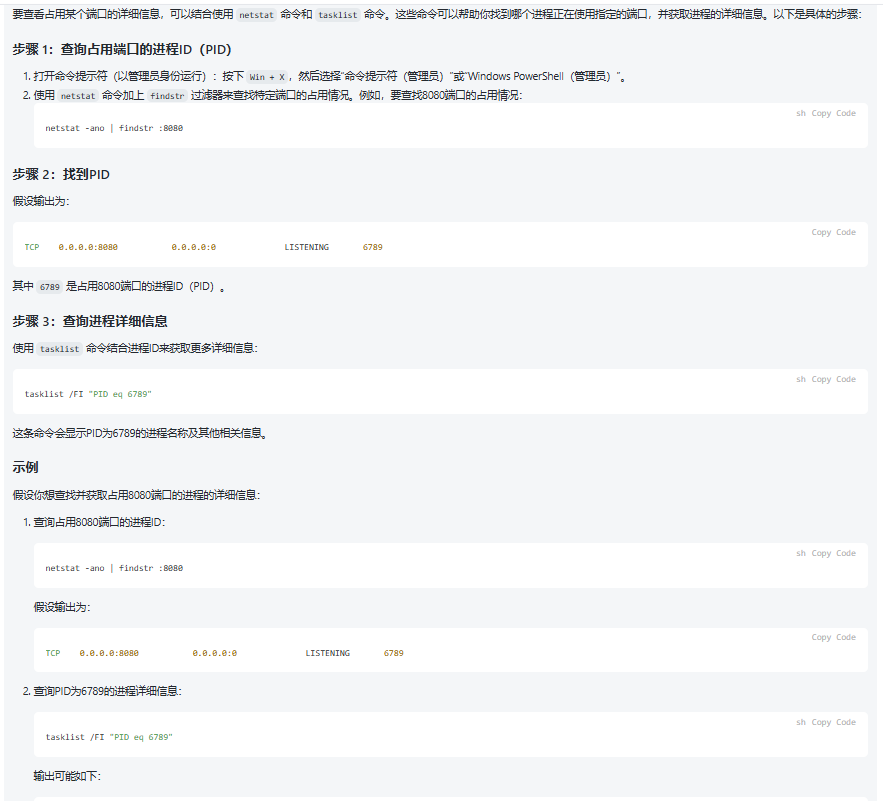 要查看占用某个端口的详细信息，可以结合使用 netstat 命令和 tasklist 命令。这些命令可以帮助你找到哪个进程正在使用指定的端口，并获取进程的详细信息。以下是具体的步骤：
步骤 1：查询占用端口的进程ID（PID）
1. 打开命令提示符（以管理员身份运行）：按下 Win + X，然后选择“命令提示符（管理员）”或“Windows PowerShell（管理员）”。
2. 使用 netstat 命令加上 findstr 过滤器来查找特定端口的占用情况。例如，要查找8080端口的占用情况：
sh Copy Code
netstat -ano | findstr :8080
步骤 2：找到PID
假设输出为：
Copy Code
TCP 0.0.0.0:8080 0.0.0.0:0 LISTENING 6789
其中 6789 是占用8080端口的进程ID（PID）。
步骤 3：查询进程详细信息
使用 tasklist 命令结合进程ID来获取更多详细信息：
sh Copy Code
tasklist /FI "PID eq 6789"
这条命令会显示PID为6789的进程名称及其他相关信息。
示例
假设你想查找并获取占用8080端口的进程的详细信息：
1. 查询占用8080端口的进程ID：
sh Copy Code
netstat -ano | findstr :8080
假设输出为：
Copy Code
TCP 0.0.0.0:8080 0.0.0.0:0 LISTENING 6789
2. 查询PID为6789的进程详细信息：
sh Copy Code
tasklist /FI "PID eq 6789"
输出可能如下：